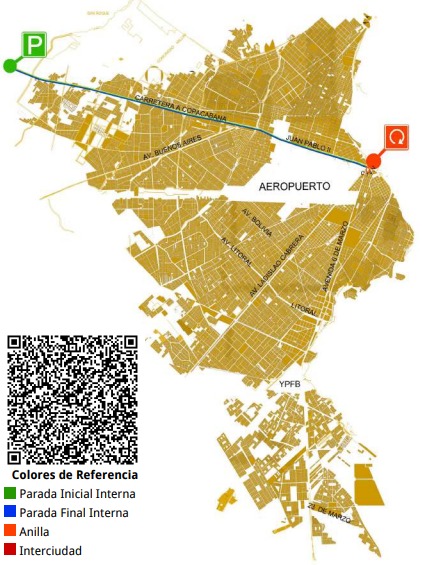 P
CARRETERA A COPACABANA
JUAN PABLO II
AV. BUENOS AIRES
AEROPUERTO
AV. BOLIVIA
AV. LITORAL
AV. LADISLAO CABRERA
AVENIDA 6 DE MARZO
LITORAL
YPFB
25 DE MARZO
Colores de Referencia
Parada Inicial Interna
Parada Final Interna
Anilla
Interciudad